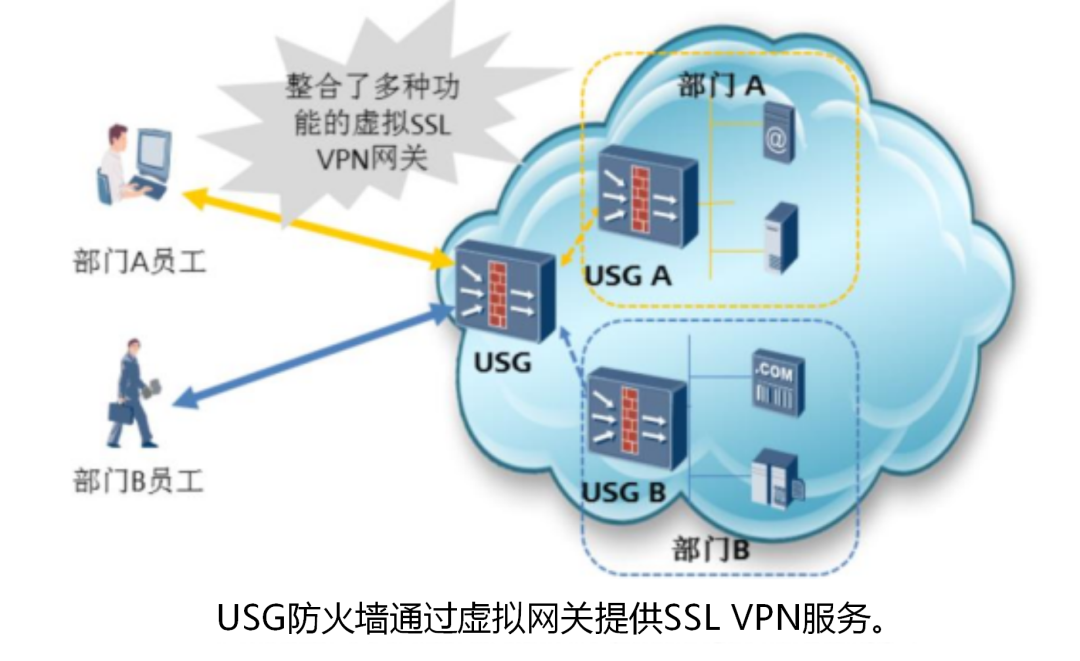 整合了多种功
能的虚拟SSL
VPN网关
部门 A
@
部门A员工
USG A
USG
.COM
部门B员工
USG B
部门B
USG防火墙通过虚拟网关提供SSL VPN服务。